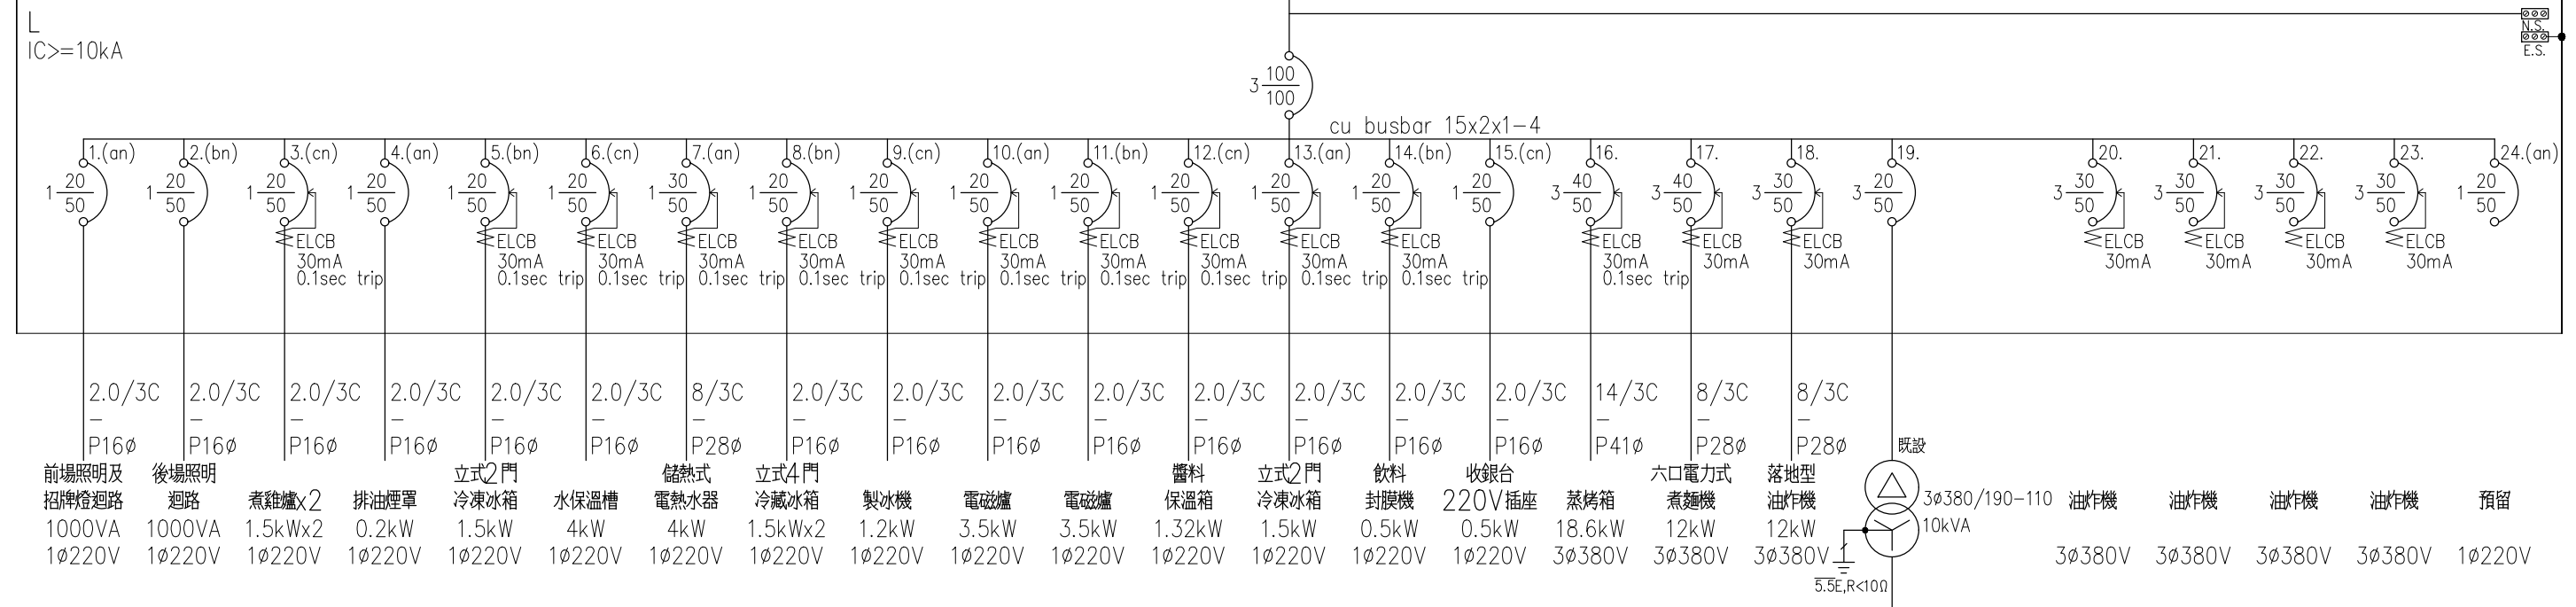 L
IC>=10kA
N.S.
E.S.
3 100
100
cu busbar 15x2x1-4
1.(an) 2.(bn) 3.(cn) 4.(an) 5.(bn) 6.(cn) 7.(an) 8.(bn) 9.(cn) 10.(an) 11.(bn) 12.(cn) 13.(an) 14.(bn) 15.(cn) 16. 17. 18. 19. 20. 21. 22. 23. 24.(an)
1 20 1 20 1 20 1 20 1 20 1 20 1 30 1 20 1 20 1 20 1 20 1 20 1 20 1 20 1 20 3 40 3 40 3 30 3 20 3 30 3 30 3 30 3 30 1 20
50 50 50 50 50 50 50 50 50 50 50 50 50 50 50 50 50 50 50 50 50 50 50 50
ELCB ELCB ELCB ELCB ELCB ELCB ELCB ELCB ELCB ELCB ELCB ELCB ELCB ELCB ELCB ELCB ELCB ELCB
30mA 30mA 30mA 30mA 30mA 30mA 30mA 30mA 30mA 30mA 30mA 30mA 30mA 30mA 30mA 30mA 30mA 30mA
0.1sec trip 0.1sec trip 0.1sec trip 0.1sec trip 0.1sec trip 0.1sec trip 0.1sec trip 0.1sec trip 0.1sec trip 0.1sec trip 0.1sec trip 0.1sec trip
2.0/3C 2.0/3C 2.0/3C 2.0/3C 2.0/3C 2.0/3C 8/3C 2.0/3C 2.0/3C 2.0/3C 2.0/3C 2.0/3C 2.0/3C 2.0/3C 2.0/3C 14/3C 8/3C 8/3C
- - - - - - - - - - - - - - - - - -
P16ø P16ø P16ø P16ø P16ø P16ø P28ø P16ø P16ø P16ø P16ø P16ø P16ø P16ø P16ø P41ø P28ø P28ø 既設
前場照明及 後場照明 立式2門 儲熱式 立式4門 醬料 立式2門 飲料 收銀台 六口電力式 落地型
招牌燈迴路 迴路 煮雞爐x2 排油煙罩 冷凍冰箱 水保溫槽 電熱水器 冷藏冰箱 製冰機 電磁爐 電磁爐 保溫箱 冷凍冰箱 封膜機 220V插座 蒸烤箱 煮麵機 油炸機 3ø380/190-110 油炸機 油炸機 油炸機 油炸機 預留
1000VA 1000VA 1.5kWx2 0.2kW 1.5kW 4kW 4kW 1.5kWx2 1.2kW 3.5kW 3.5kW 1.32kW 1.5kW 0.5kW 0.5kW 18.6kW 12kW 12kW 10kVA
1ø220V 1ø220V 1ø220V 1ø220V 1ø220V 1ø220V 1ø220V 1ø220V 1ø220V 1ø220V 1ø220V 1ø220V 1ø220V 1ø220V 1ø220V 3ø380V 3ø380V 3ø380V 3ø380V 3ø380V 3ø380V 3ø380V 1ø220V
5.5E,R<10Ω